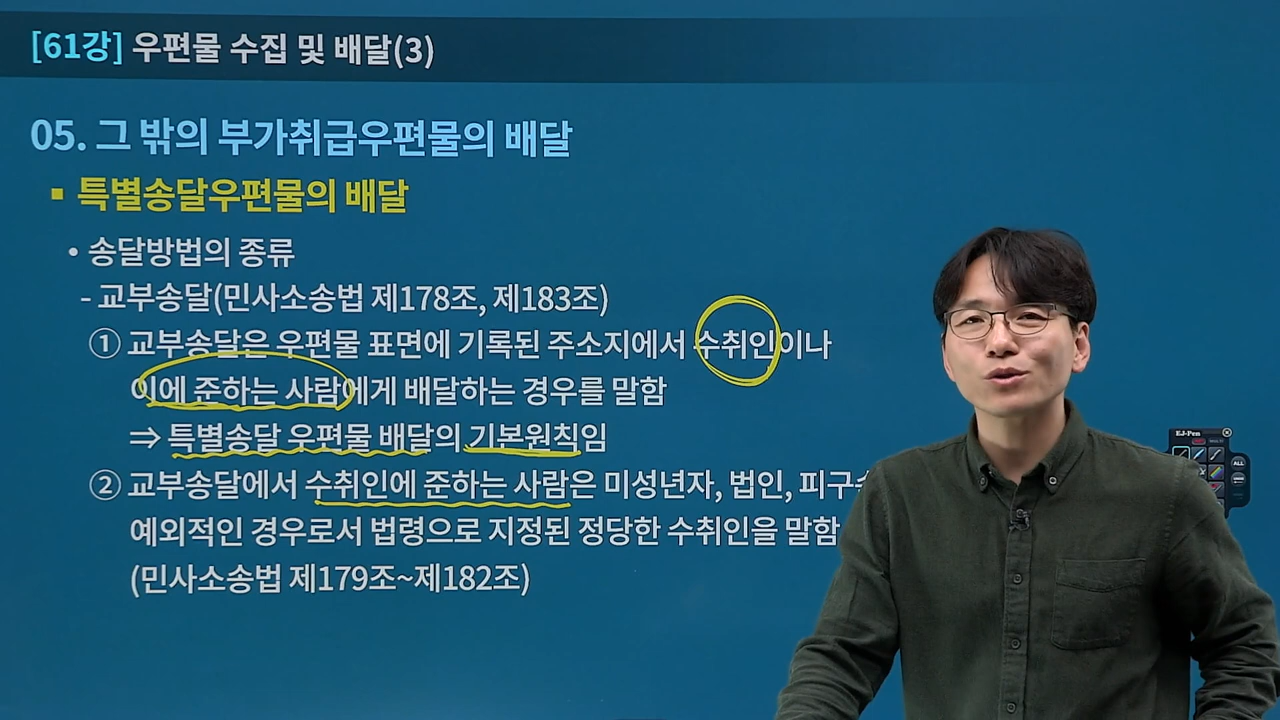 [61강] 우편물 수집 및 배달(3)
05. 그 밖의 부가취급우편물의 배달
▪ 특별송달우편물의 배달
• 송달방법의 종류
- 교부송달(민사소송법 제178조, 제183조)
① 교부송달은 우편물 표면에 기록된 주소지에서 수취인이나
이에 준하는 사람에게 배달하는 경우를 말함
⇒ 특별송달 우편물 배달의 기본원칙임
② 교부송달에서 수취인에 준하는 사람은 미성년자, 법인,
예외적인 경우로서 법령으로 지정된 정당한 수취인을 말함
(민사소송법 제179조~제182조)
EJ-Pen
ALL